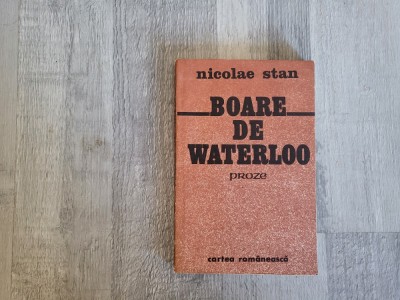 nicolae stan
BOARE
DE
WATERLOO
proze
cartea românească